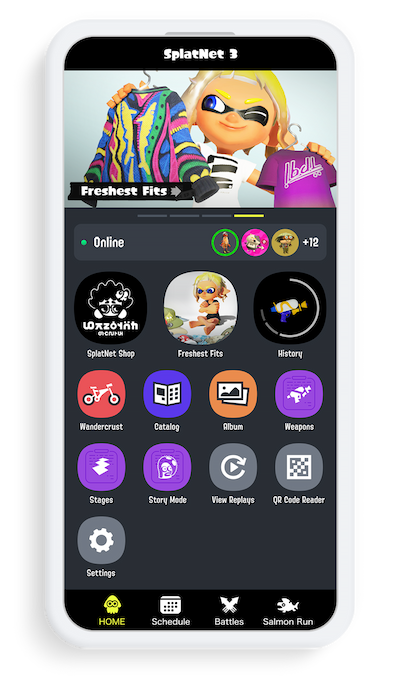 SplatNet 3
Freshest Fits
Online
+12
SplatNet Shop
Freshest Fits
History
Wandercrust
Catalog
Album
Weapons
Stages
Story Mode
View Replays
QR Code Reader
Settings
HOME
Schedule
Battles
Salmon Run